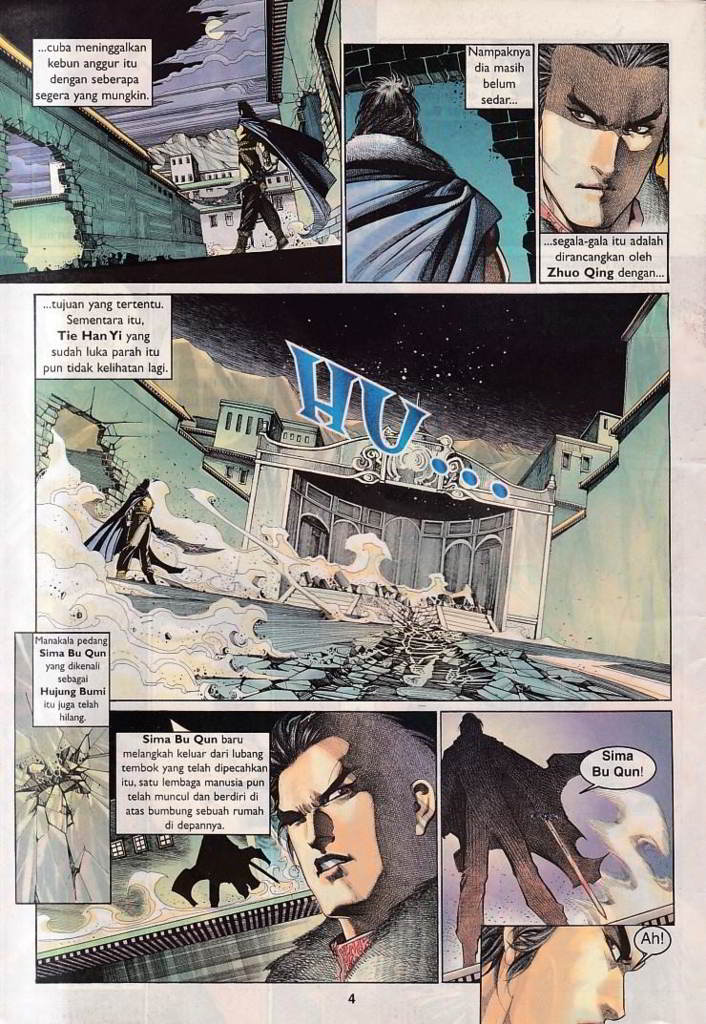 ...cuba meninggalkan
kebun anggur itu
dengan seberapa
segera yang mungkin.
Nampaknya
dia masih
belum
sedar...
...segala-gala itu adalah
dirancangkan oleh
Zhuo Qing dengan...
...tujuan yang tertentu.
Sementara itu,
Tie Han Yi yang
sudah luka parah itu
pun tidak kelihatan lagi.
HU...
Manakala pedang
Sima Bu Qun
yang dikenali
sebagai
Hujung Bumi
itu juga telah
hilang.
Sima Bu Qun baru
melangkah keluar dari lubang
tembok yang telah dipecahkan
itu, satu lembaga manusia pun
telah muncul dan berdiri di
atas bumbung sebuah rumah
di depannya.
Sima
Bu Qun!
Ah!
4